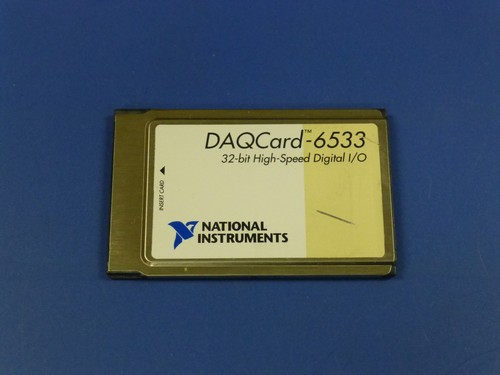 DAQCard™-6533
32-bit High-Speed Digital I/O
INSERT CARD
NATIONAL
INSTRUMENTS